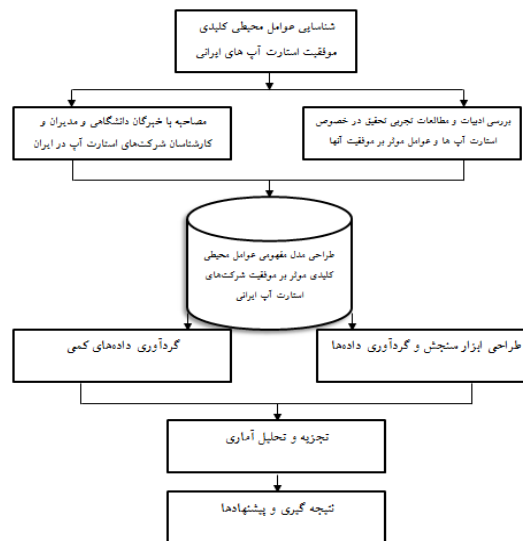 شناسایی عوامل محیطی کلیدی
موفقیت استارت آپ های ایرانی
بررسی ادبیات و مطالعات تجربی تحقیق در خصوص
استارت آپ ها و عوامل موثر بر موفقیت آنها
مصاحبه با خبرگان دانشگاهی و مدیران و
کارشناسان شرکت‌های استارت آپ در ایران
طراحی مدل مفهومی عوامل محیطی
کلیدی موثر بر موفقیت شرکت‌های
استارت آپ ایرانی
طراحی ابزار سنجش و گردآوری داده‌ها
گردآوری داده‌های کمی
تجزیه و تحلیل آماری
نتیجه گیری و پیشنهادها